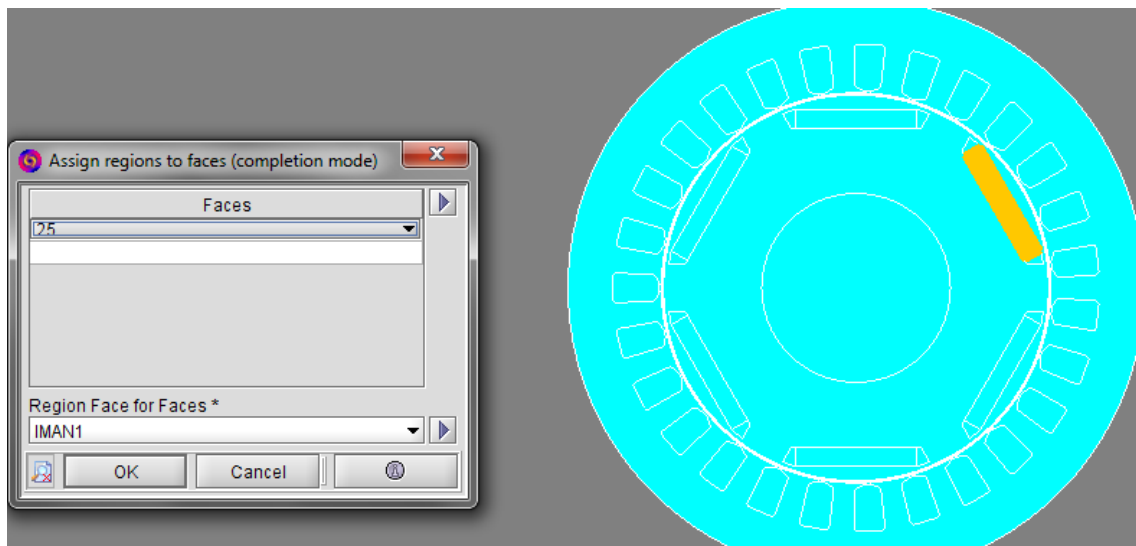 Assign regions to faces (completion mode)
Faces
25
Region Face for Faces *
IMAN1
OK
Cancel